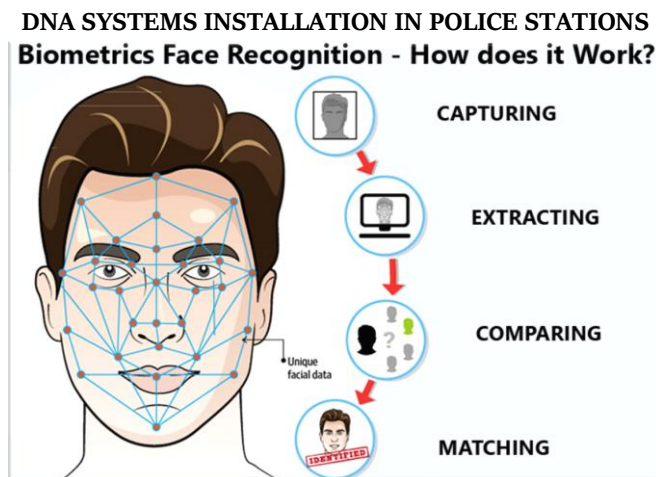 DNA SYSTEMS INSTALLATION IN POLICE STATIONS
Biometrics Face Recognition - How does it Work?
CAPTURING
EXTRACTING
?
COMPARING
Unique
facial data
IDENTIFIED
MATCHING